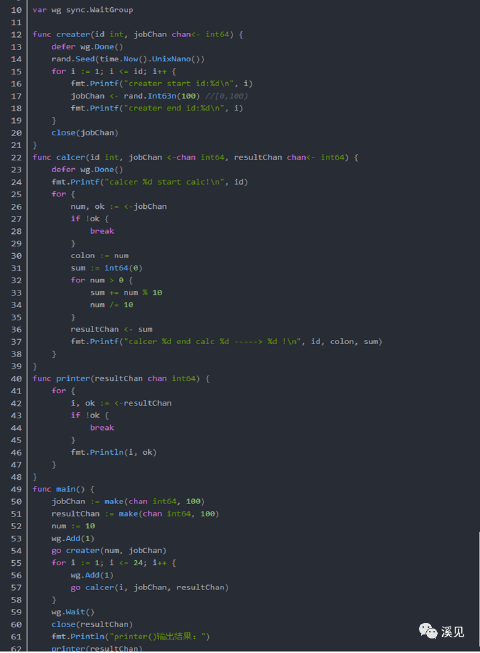 10 var wg sync.WaitGroup
11
12 func creater(id int, jobChan chan<- int64) {
13     defer wg.Done()
14     rand.Seed(time.Now().UnixNano())
15     for i := 1; i <= id; i++ {
16         fmt.Printf("creater start id:%d\n", i)
17         jobChan <- rand.Int63n(100) //[0,100)
18         fmt.Printf("creater end id:%d\n", i)
19     }
20     close(jobChan)
21 }
22 func calcer(id int, jobChan <-chan int64, resultChan chan<- int64) {
23     defer wg.Done()
24     fmt.Printf("calcer %d start calc!\n", id)
25     for {
26         num, ok := <-jobChan
27         if !ok {
28             break
29         }
30         colon := num
31         sum := int64(0)
32         for num > 0 {
33             sum += num % 10
34             num /= 10
35         }
36         resultChan <- sum
37         fmt.Printf("calcer %d end calc %d -----> %d !\n", id, colon, sum)
38     }
39 }
40 func printer(resultChan chan int64) {
41     for {
42         i, ok := <-resultChan
43         if !ok {
44             break
45         }
46         fmt.Println(i, ok)
47     }
48 }
49 func main() {
50     jobChan := make(chan int64, 100)
51     resultChan := make(chan int64, 100)
52     num := 10
53     wg.Add(1)
54     go creater(num, jobChan)
55     for i := 1; i <= 24; i++ {
56         wg.Add(1)
57         go calcer(i, jobChan, resultChan)
58     }
59     wg.Wait()
60     close(resultChan)
61     fmt.Println("printer()输出结果：")
62     printer(resultChan)
溪见